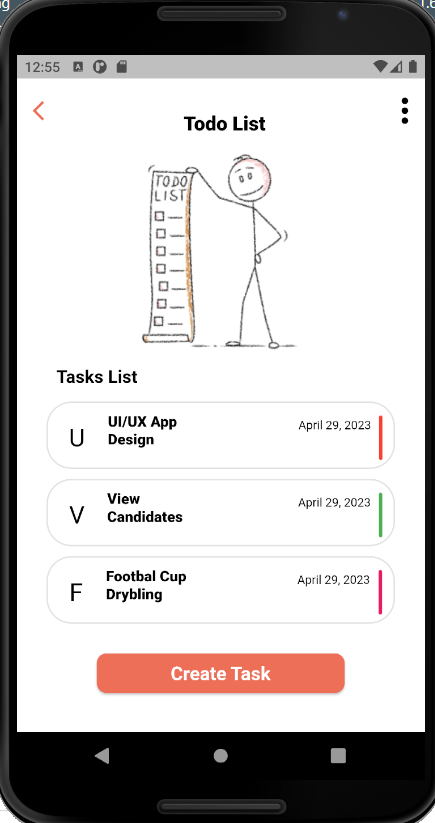 12:55
Todo List
TODO
LIST
Tasks List
U
UI/UX App
Design
April 29, 2023
V
View
Candidates
April 29, 2023
F
Footbal Cup
Drybling
April 29, 2023
Create Task